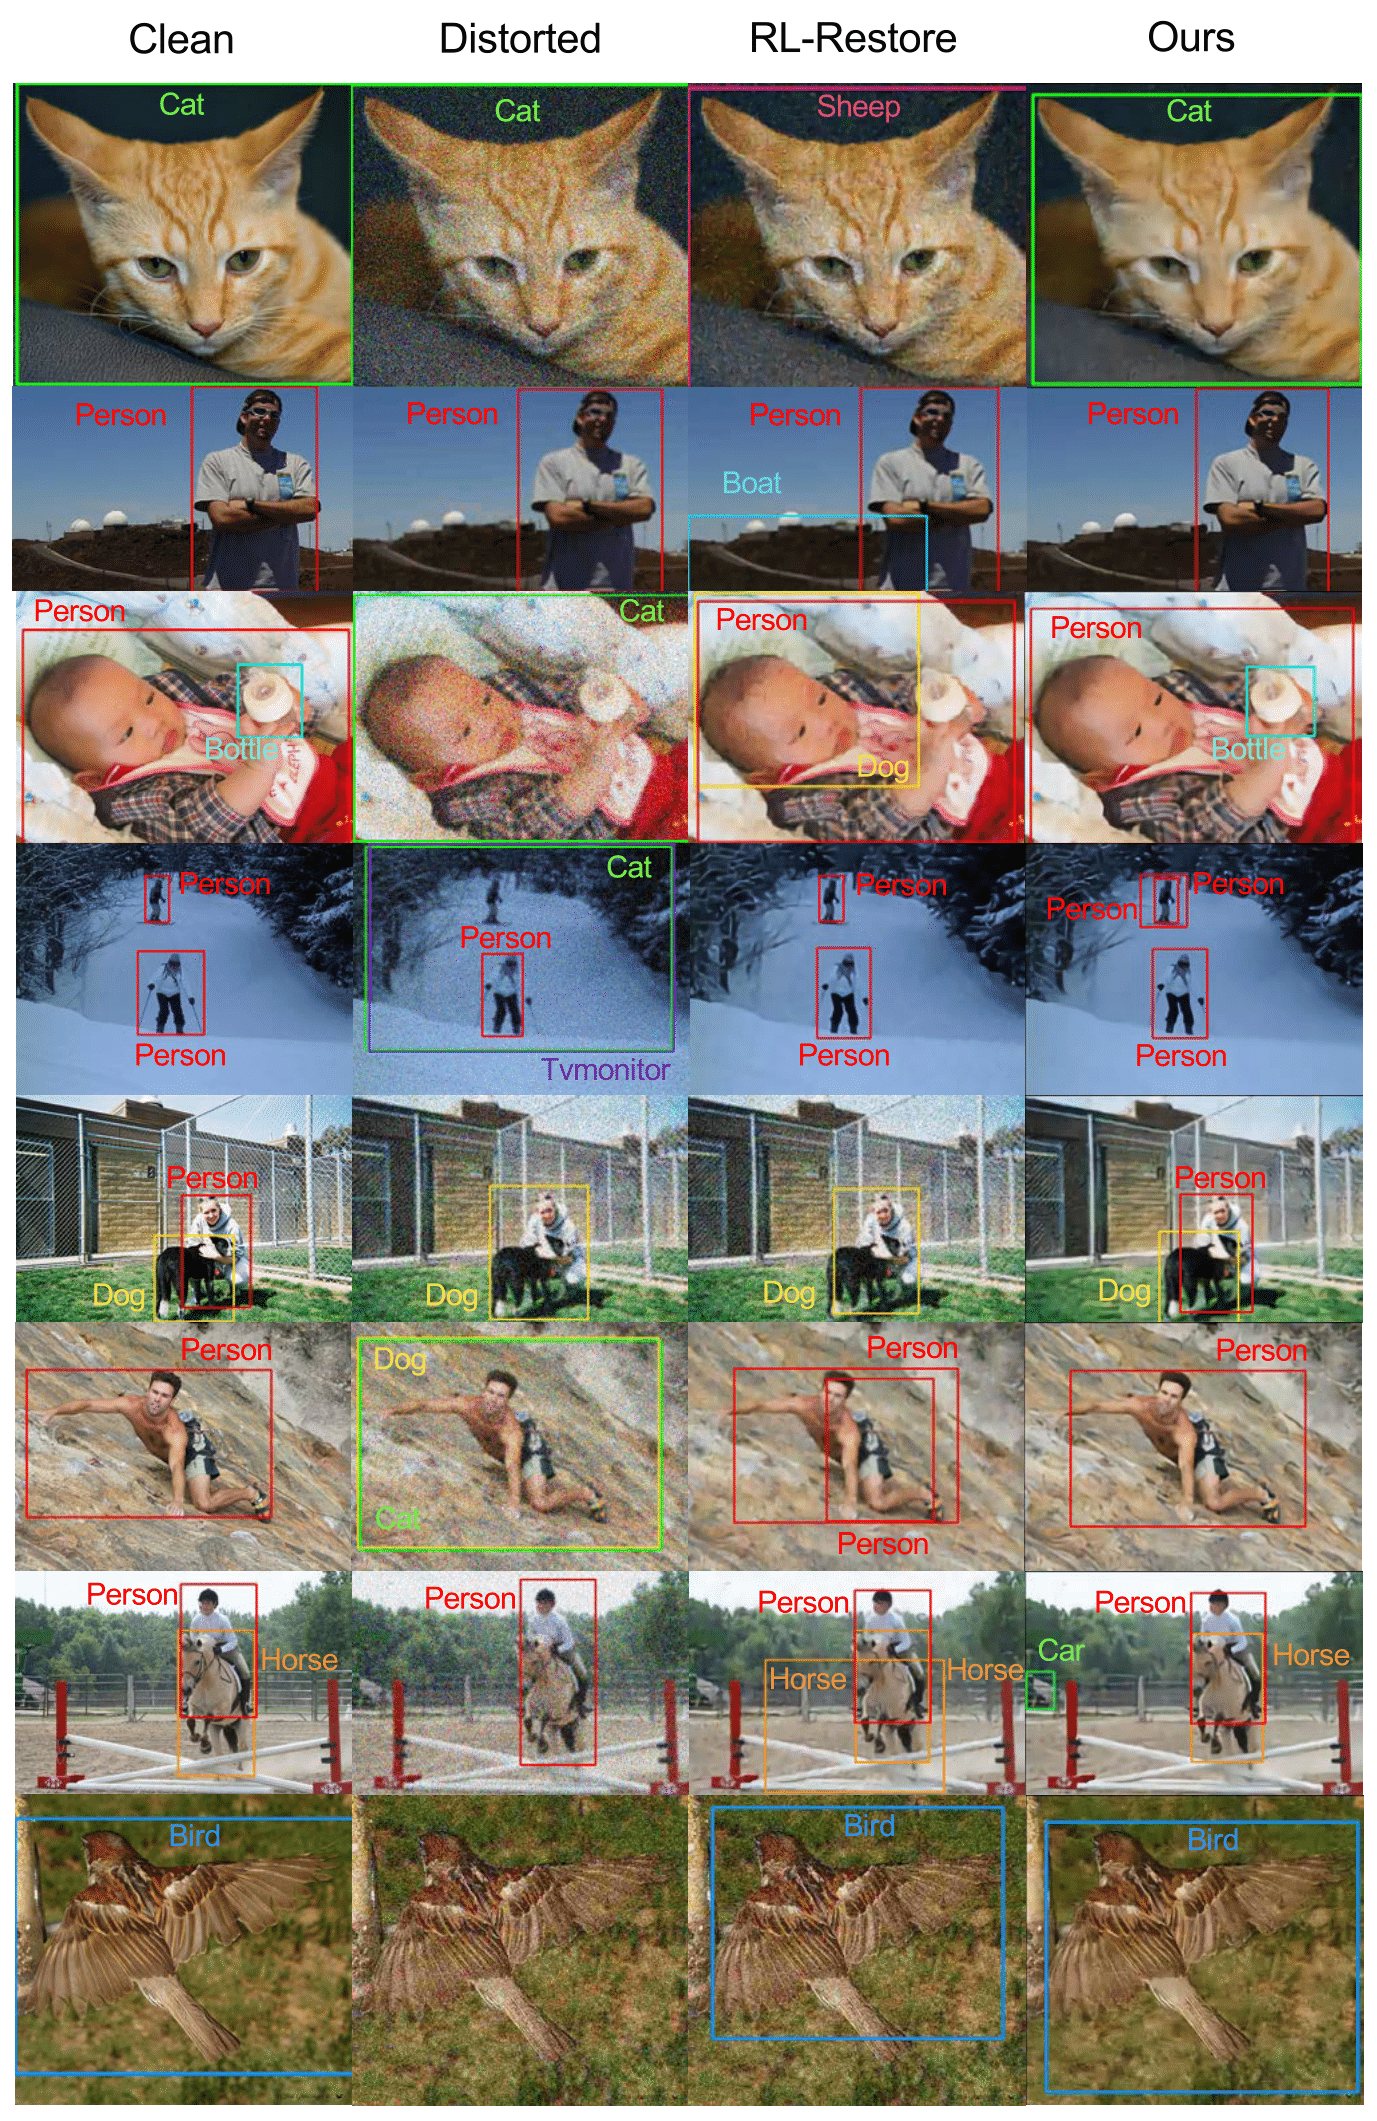 Clean Distorted RL-Restore Ours
Cat Cat Sheep Cat
Person Person Person Person
Boat
Person Cat Person Person
Bottle Dog Bottle
Person Cat Person Person Person
Person
Person Tvmonitor Person Person
Person Person
Dog Dog Dog Dog
Person Dog Person Person
Cat Person
Person Person Person Person
Horse Horse Horse Car Horse
Bird Bird Bird